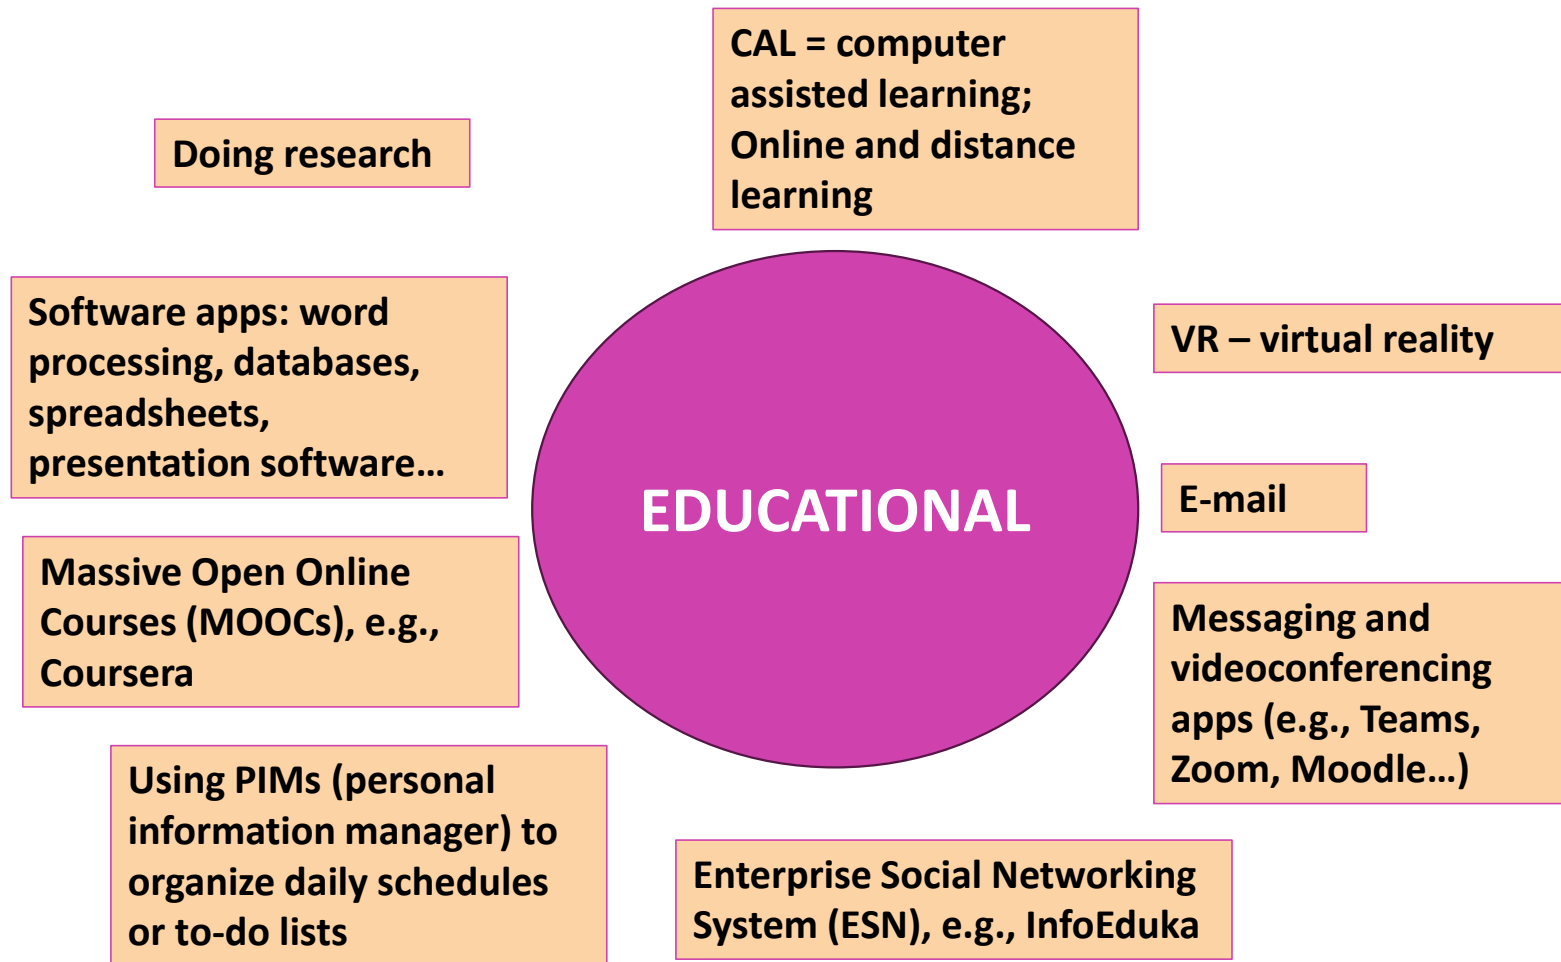 CAL = computer
assisted learning;
Online and distance
learning
Doing research
Software apps: word
processing, databases,
spreadsheets,
presentation software…
VR – virtual reality
EDUCATIONAL
E-mail
Massive Open Online
Courses (MOOCs), e.g.,
Coursera
Messaging and
videoconferencing
apps (e.g., Teams,
Zoom, Moodle…)
Using PIMs (personal
information manager) to
organize daily schedules
or to-do lists
Enterprise Social Networking
System (ESN), e.g., InfoEduka